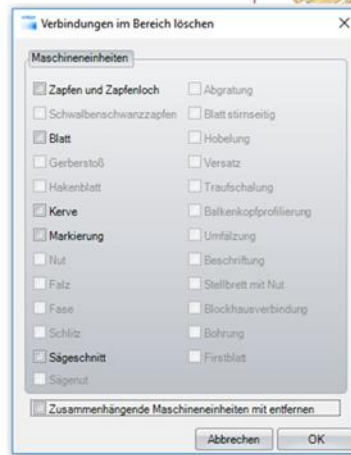 Verbindungen im Bereich löschen
Maschineneinheiten
Zapfen und Zapfenloch
Schwalbenschwanzzapfen
Blatt
Gerberstoß
Hakenblatt
Kerve
Markierung
Nut
Falz
Fase
Schlitz
Sägeschnitt
Sägenut
Abgratung
Blatt stirnseitig
Hobelung
Versatz
Traufschalung
Balkenkopfprofilierung
Umfälzung
Beschriftung
Stellbrett mit Nut
Blockhausverbindung
Bohrung
Firstblatt
Zusammenhängende Maschineneinheiten mit entfernen
Abbrechen
OK